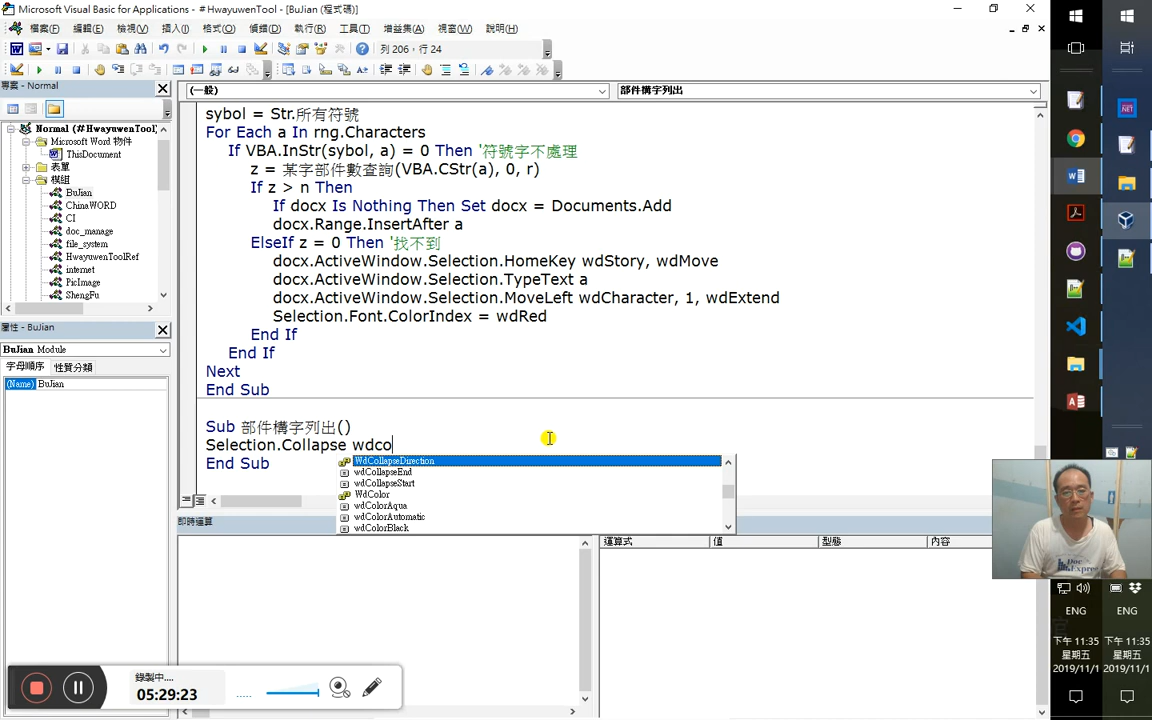 Microsoft Visual Basic for Applications - #HwayuwenTool - [BuJian (程式碼)]
檔案(F) 編輯(E) 檢視(V) 插入(I) 格式(O) 偵錯(D) 執行(R) 工具(T) 增益集(A) 視窗(W) 說明(H)
列 206，行 24
專案 - Normal
Normal (#HwayuwenTool)
Microsoft Word 物件
ThisDocument
表單
模組
BuJian
ChinaWORD
CI
doc_manage
file_system
HwayuwenToolRef
internet
PicImage
ShengFu
屬性 - BuJian
BuJian Module
字母順序 性質分類
(Name) BuJian
(一般) 部件構字列出
sybol = Str.所有符號
For Each a In rng.Characters
If VBA.InStr(sybol, a) = 0 Then '符號字不處理
z = 某字部件數查詢(VBA.CStr(a), 0, r)
If z > n Then
If docx Is Nothing Then Set docx = Documents.Add
docx.Range.InsertAfter a
ElseIf z = 0 Then '找不到
docx.ActiveWindow.Selection.HomeKey wdStory, wdMove
docx.ActiveWindow.Selection.TypeText a
docx.ActiveWindow.Selection.MoveLeft wdCharacter, 1, wdExtend
Selection.Font.ColorIndex = wdRed
End If
End If
Next
End Sub
Sub 部件構字列出()
Selection.Collapse wdco
End Sub
WdCollapseDirection
wdCollapseEnd
wdCollapseStart
WdColor
wdColorAqua
wdColorAutomatic
wdColorBlack
即時運算
運算式 值 型態 內容
錄製中....
05:29:23
ENG ENG
下午 11:35 下午 11:35
星期五 星期五
2019/11/1 2019/11/1